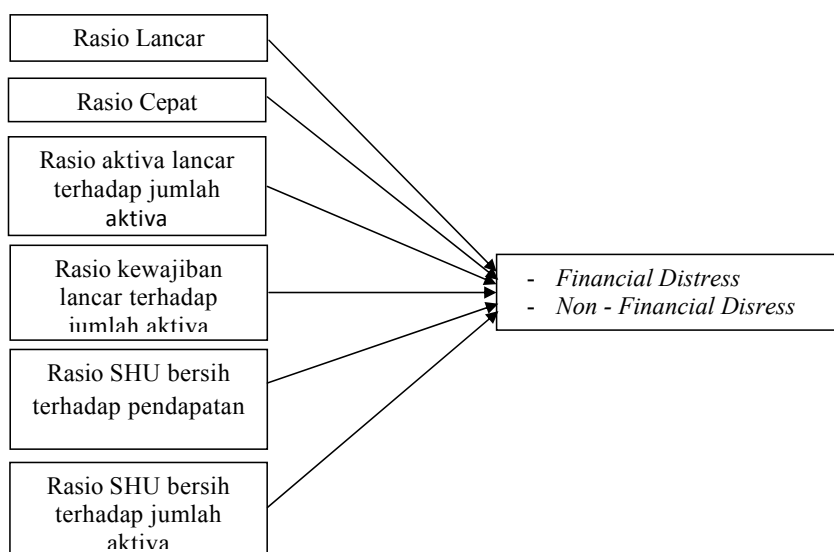 Rasio Lancar
Rasio Cepat
Rasio aktiva lancar
terhadap jumlah
aktiva
Rasio kewajiban
lancar terhadap
jumlah aktiva
Rasio SHU bersih
terhadap pendapatan
Rasio SHU bersih
terhadap jumlah
aktiva
- Financial Distress
- Non - Financial Disress